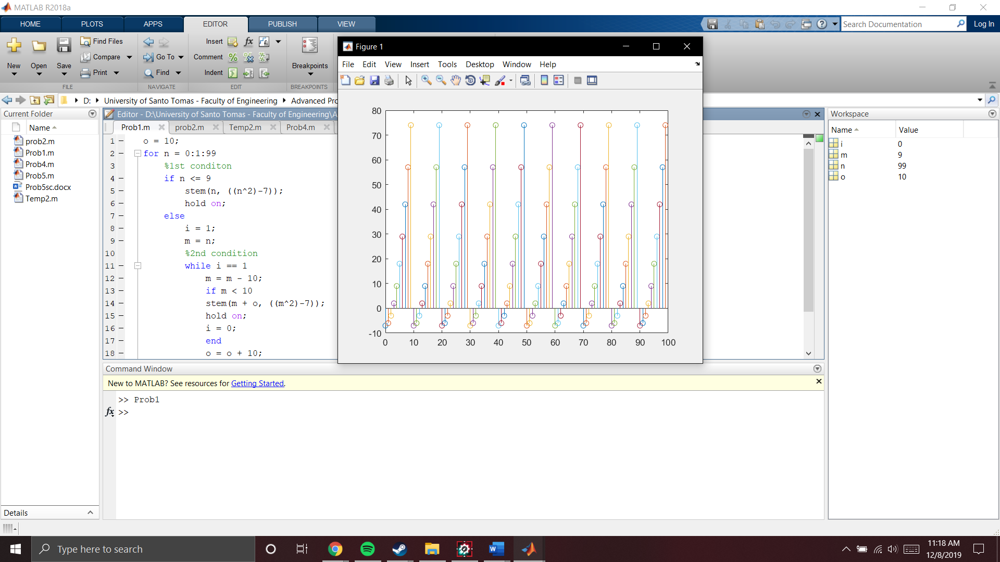 MATLAB R2018a
HOME PLOTS APPS EDITOR PUBLISH VIEW
Search Documentation
Log In
New Open Save
Find Files
Compare
Print
FILE
Go To
Find
NAVIGATE
Insert fx
Comment
Indent
EDIT
Breakpoints
BREAKPOINTS
D: University of Santo Tomas - Faculty of Engineering Advanced Pro
Current Folder
Name
prob2.m
Prob1.m
Prob4.m
Prob5.m
Prob5sc.docx
Temp2.m
Details
Editor - D:\University of Santo Tomas - Faculty of Engineering\A
Prob1.m prob2.m Temp2.m Prob4.m
1 o = 10;
2 for n = 0:1:99
3 %1st conditon
4 if n <= 9
5 stem(n, ((n^2)-7));
6 hold on;
7 else
8 i = 1;
9 m = n;
10 %2nd condition
11 while i == 1
12 m = m - 10;
13 if m < 10
14 stem(m + o, ((m^2)-7));
15 hold on;
16 i = 0;
17 end
18 o = o + 10;
Figure 1
File Edit View Insert Tools Desktop Window Help
80
70
60
50
40
30
20
10
0
-10
0 10 20 30 40 50 60 70 80 90 100
Workspace
Name Value
i 0
m 9
n 99
o 10
Command Window
New to MATLAB? See resources for Getting Started.
>> Prob1
fx >>
Type here to search
11:18 AM
12/8/2019